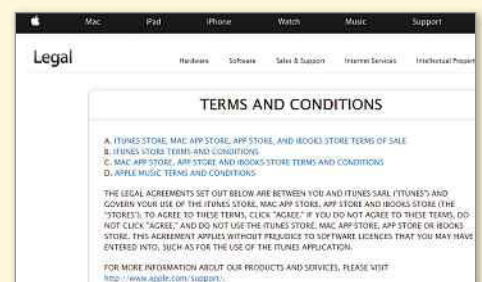 Mac iPad iPhone Watch Music Support
Legal
Hardware Software Sales & Support Internet Services Intellectual Propert
TERMS AND CONDITIONS
A. ITUNES STORE, MAC APP STORE, APP STORE, AND IBOOKS STORE TERMS OF SALE
B. ITUNES STORE TERMS AND CONDITIONS
C. MAC APP STORE, APP STORE AND IBOOKS STORE TERMS AND CONDITIONS
D. APPLE MUSIC TERMS AND CONDITIONS
THE LEGAL AGREEMENTS SET OUT BELOW ARE BETWEEN YOU AND ITUNES SARL ("ITUNES") AND
GOVERN YOUR USE OF THE ITUNES STORE, MAC APP STORE, APP STORE AND IBOOKS STORE (THE
"STORES"). TO AGREE TO THESE TERMS, CLICK "AGREE." IF YOU DO NOT AGREE TO THESE TERMS, DO
NOT CLICK "AGREE," AND DO NOT USE THE ITUNES STORE, MAC APP STORE, APP STORE OR IBOOKS
STORE. THIS AGREEMENT APPLIES WITHOUT PREJUDICE TO SOFTWARE LICENCES THAT YOU MAY HAVE
ENTERED INTO, SUCH AS FOR THE USE OF THE ITUNES APPLICATION.
FOR MORE INFORMATION ABOUT OUR PRODUCTS AND SERVICES, PLEASE VISIT
http://www.apple.com/support/.